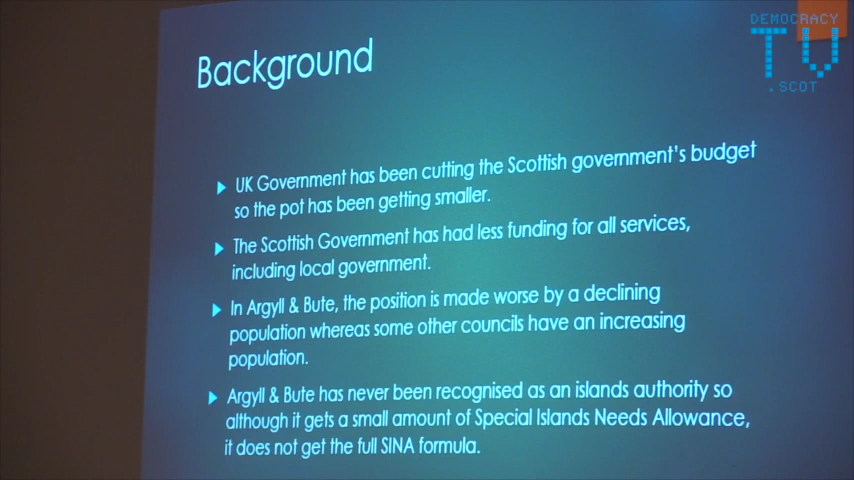 DEMOCRACY
TV
.SCOT
Background
UK Government has been cutting the Scottish government's budget
so the pot has been getting smaller.
The Scottish Government has had less funding for all services,
including local government.
In Argyll & Bute, the position is made worse by a declining
population whereas some other councils have an increasing
population.
Argyll & Bute has never been recognised as an islands authority so
although it gets a small amount of Special Islands Needs Allowance,
it does not get the full SINA formula.